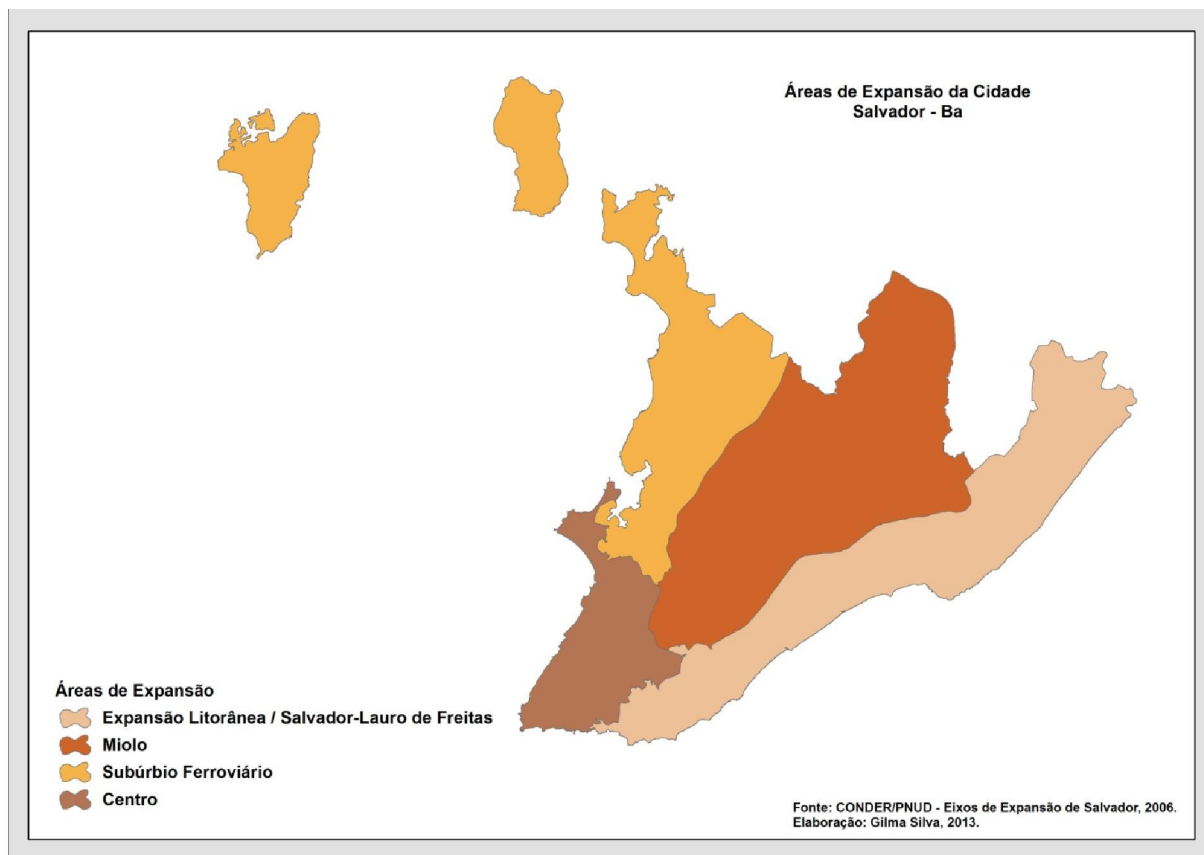 Áreas de Expansão da Cidade
Salvador - Ba
Áreas de Expansão
Expansão Litorânea / Salvador-Lauro de Freitas
Miolo
Subúrbio Ferroviário
Centro
Fonte: CONDER/PNUD - Eixos de Expansão de Salvador, 2006.
Elaboração: Gilma Silva, 2013.